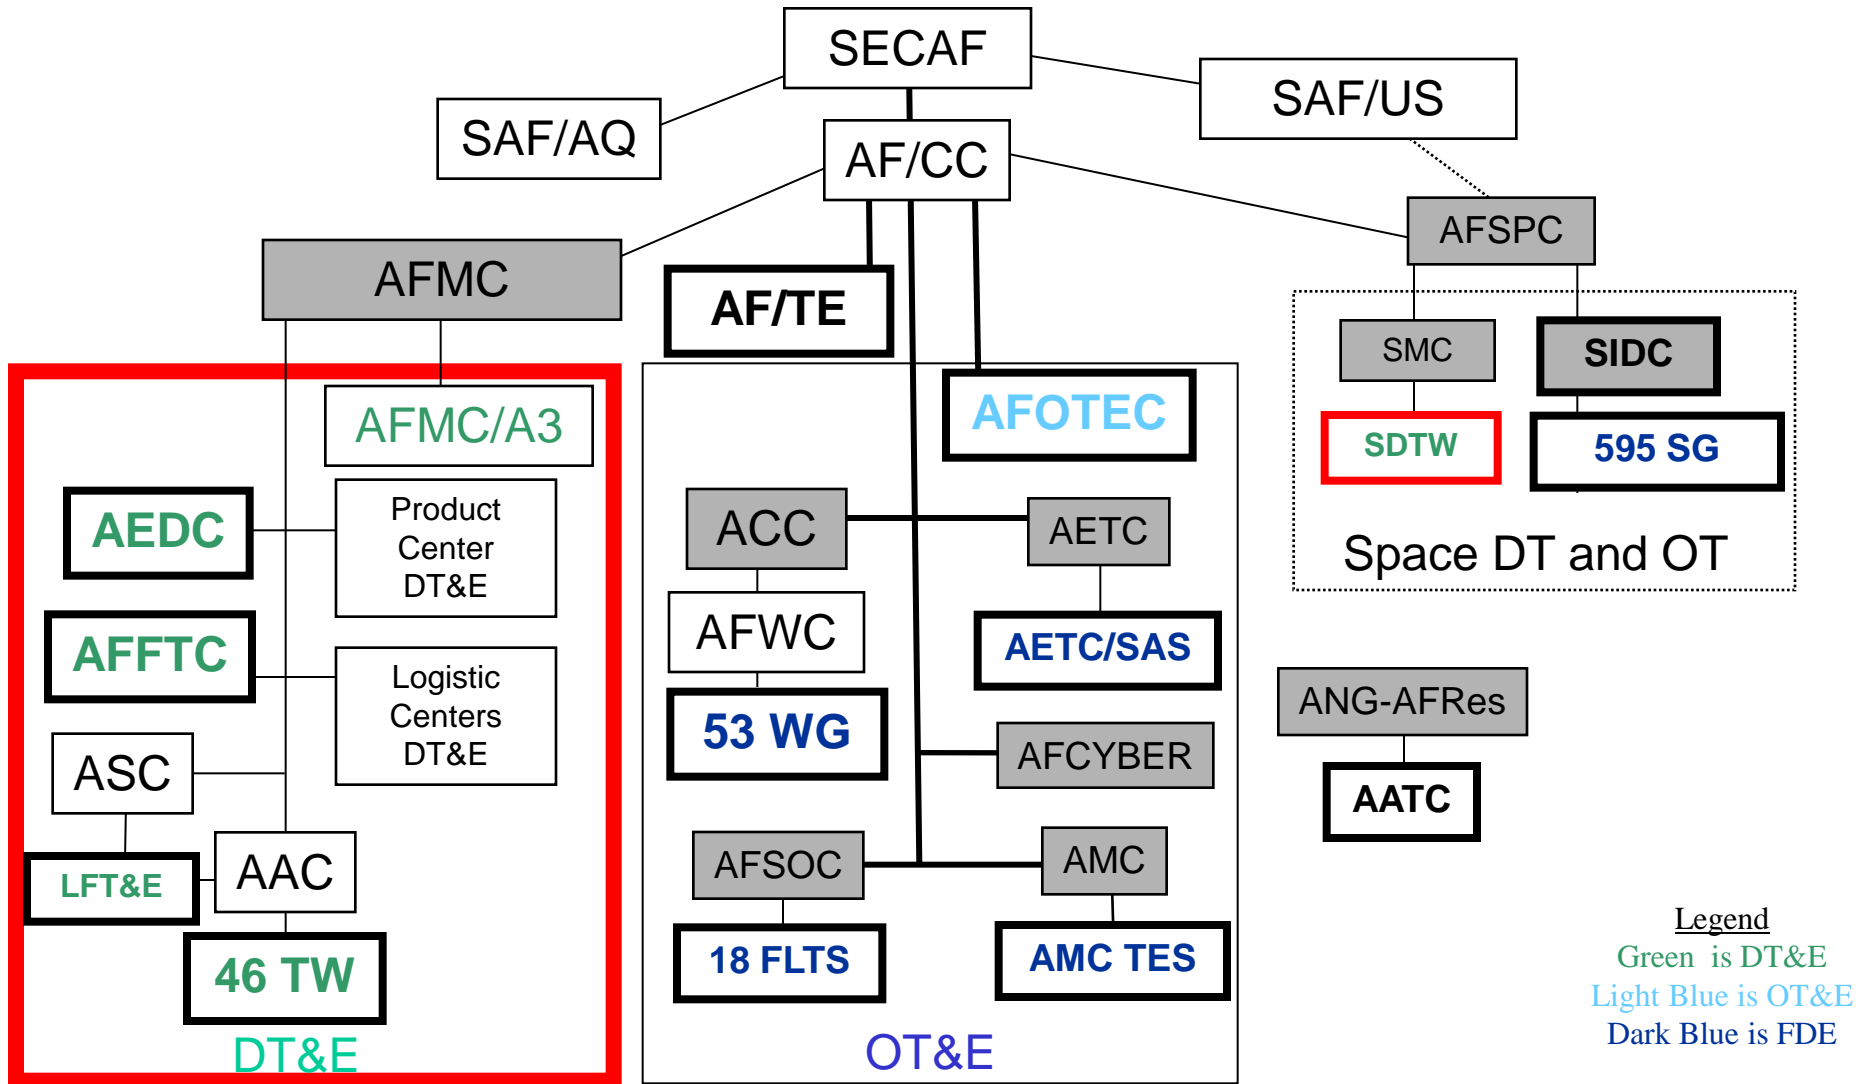 SECAF
SAF/US
SAF/AQ
AF/CC
AFSPC
AFMC
AF/TE
SMC
SIDC
AFMC/A3
AFOTEC
SDTW
595 SG
AEDC
Product
Center
DT&E
ACC
AETC
Space DT and OT
AFFTC
Logistic
Centers
DT&E
AFWC
AETC/SAS
ANG-AFRes
53 WG
AFCYBER
ASC
AATC
LFT&E
AAC
AFSOC
AMC
46 TW
18 FLTS
AMC TES
DT&E
OT&E
Legend
Green is DT&E
Light Blue is OT&E
Dark Blue is FDE